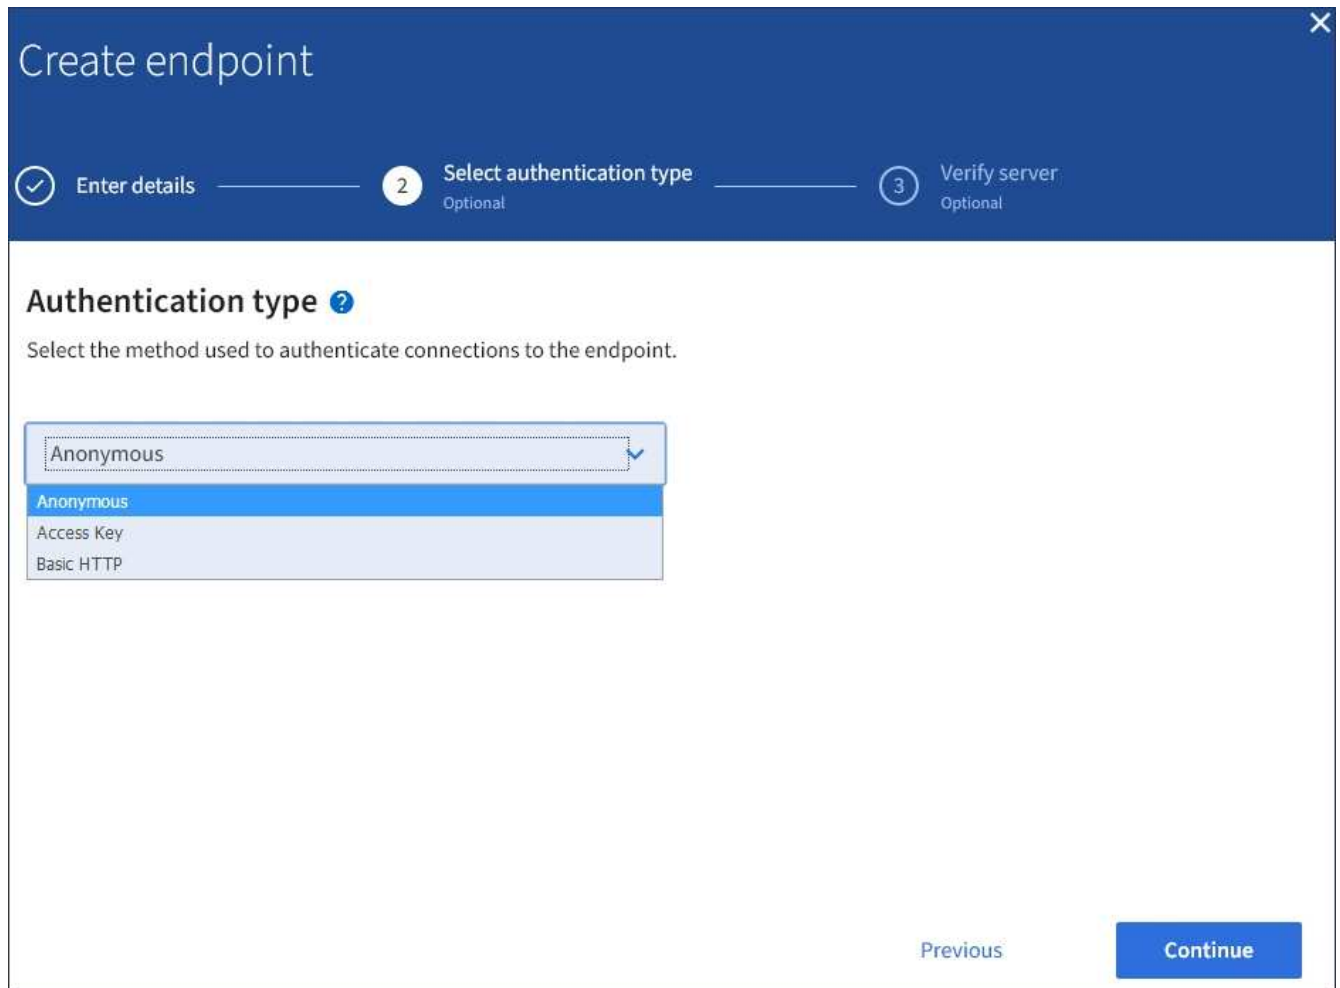 Create endpoint
Enter details
2
Select authentication type
Optional
3
Verify server
Optional
Authentication type ?
Select the method used to authenticate connections to the endpoint.
Anonymous
Anonymous
Access Key
Basic HTTP
Previous
Continue